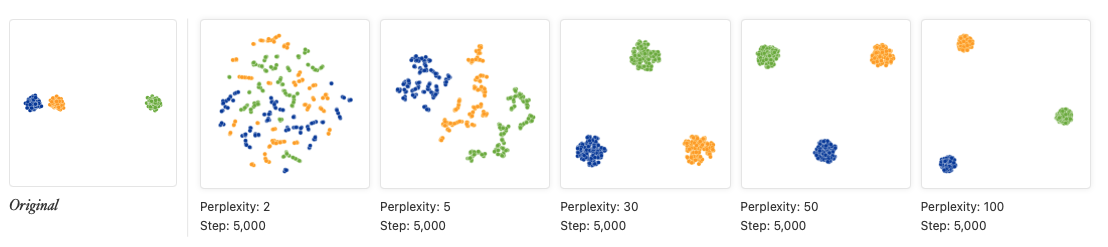 Original
Perplexity: 2
Step: 5,000
Perplexity: 5
Step: 5,000
Perplexity: 30
Step: 5,000
Perplexity: 50
Step: 5,000
Perplexity: 100
Step: 5,000